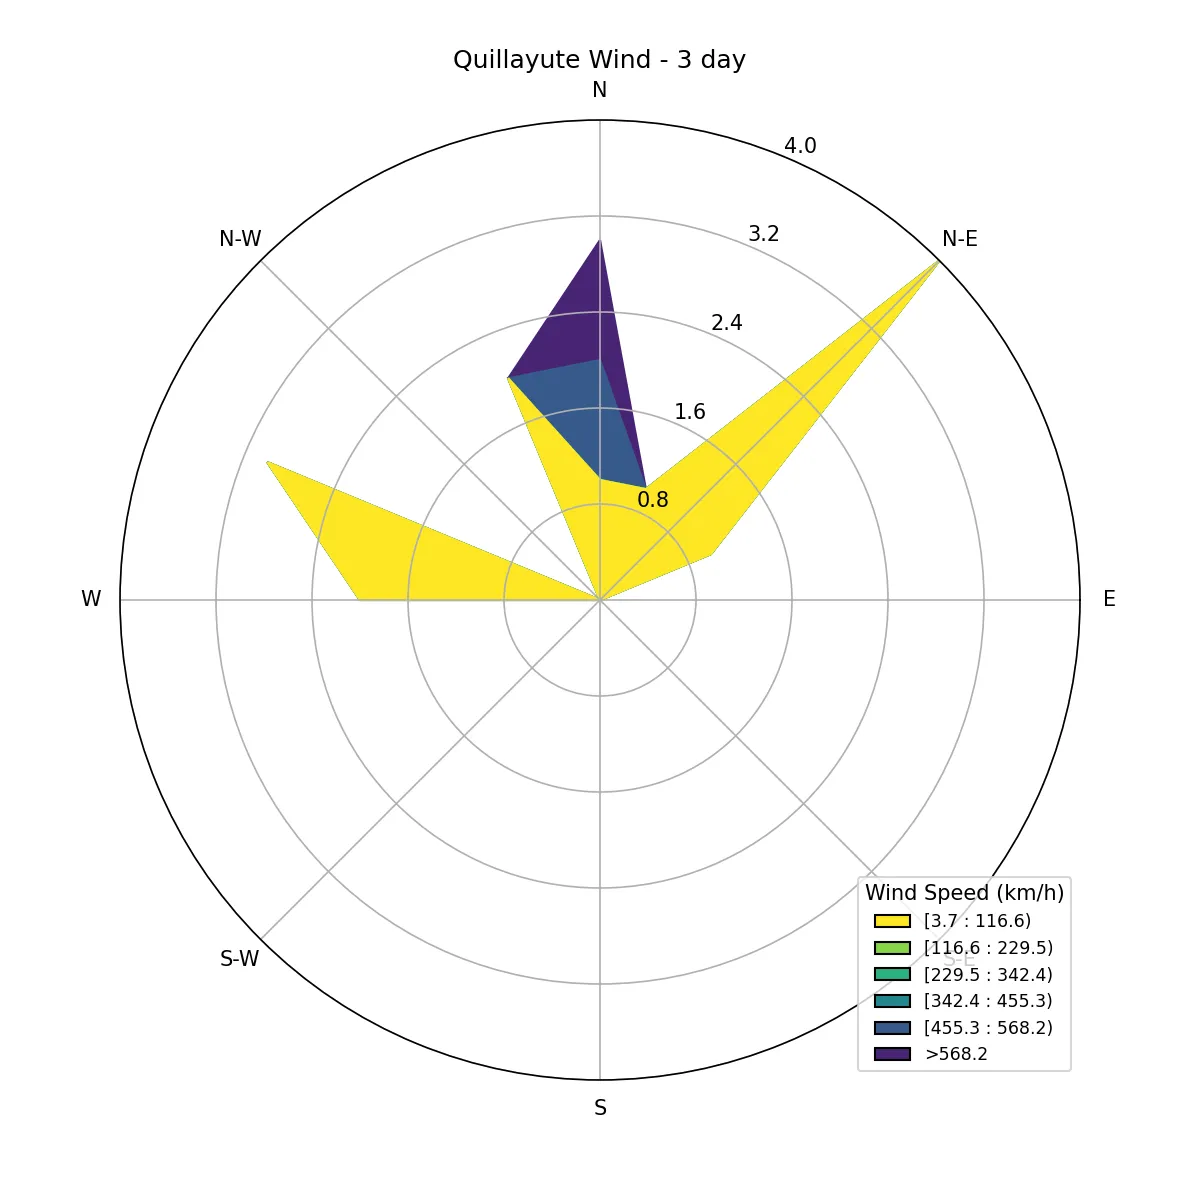 Quillayute Wind - 3 day
N
4.0
N-W
3.2
N-E
2.4
1.6
0.8
W
E
Wind Speed (km/h)
[3.7 : 116.6)
[116.6 : 229.5)
S-W
S-E
[229.5 : 342.4)
[342.4 : 455.3)
[455.3 : 568.2)
>568.2
S